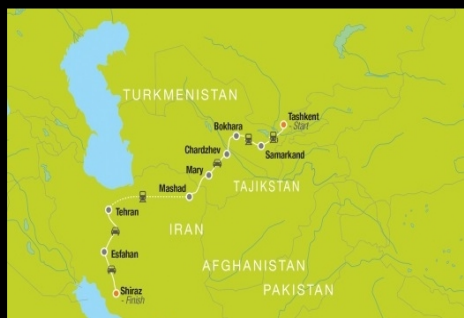 TURKMENISTAN
Tashkent
- Start
Bokhara
Samarkand
Chardzhev
Mary
TAJIKSTAN
Mashad
Tehran
IRAN
Esfahan
AFGHANISTAN
PAKISTAN
Shiraz
- Finish